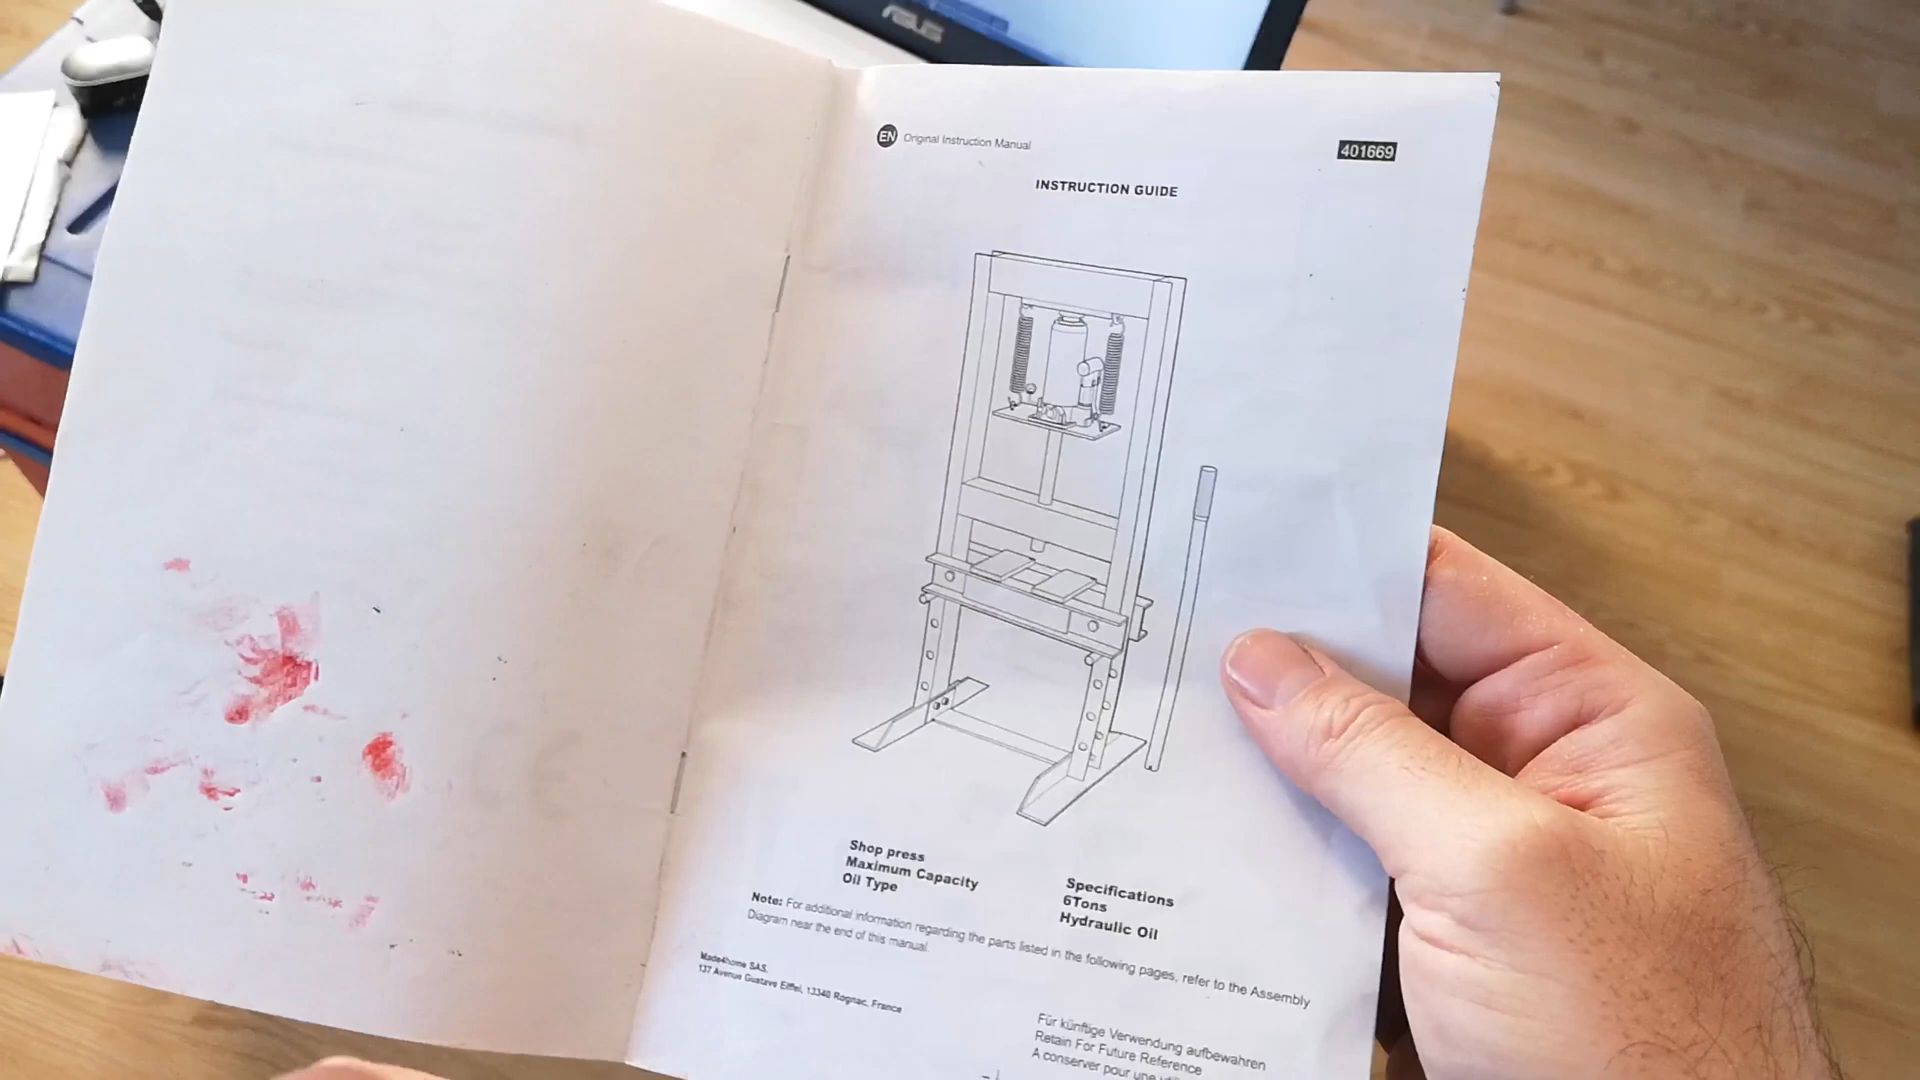 ASUS
EN Original Instruction Manual
401669
INSTRUCTION GUIDE
Shop press
Maximum Capacity
Oil Type
Specifications
6Tons
Hydraulic Oil
Note: For additional information regarding the parts listed in the following pages, refer to the Assembly
Diagram near the end of this manual.
Made4home SAS,
137 Avenue Gustave Eiffel, 13340 Rognac, France
Für künftige Verwendung aufbewahren
Retain For Future Reference
A conserver pour une